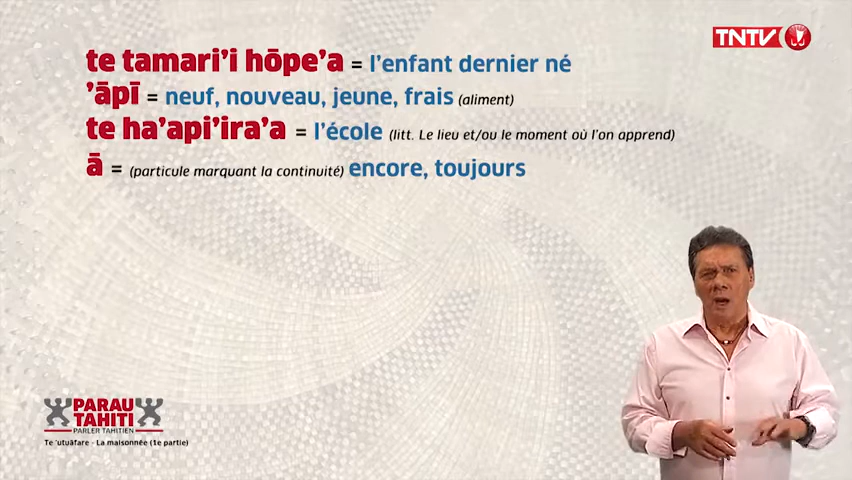 TNTV
te tamari’i hōpe’a = l’enfant dernier né
’āpī = neuf, nouveau, jeune, frais (aliment)
te ha’api’ira’a = l’école (litt. Le lieu et/ou le moment où l’on apprend)
ā = (particule marquant la continuité) encore, toujours
PARAU
TAHITI
PARLER TAHITIEN
Te ’utuāfare - La maisonnée (1e partie)